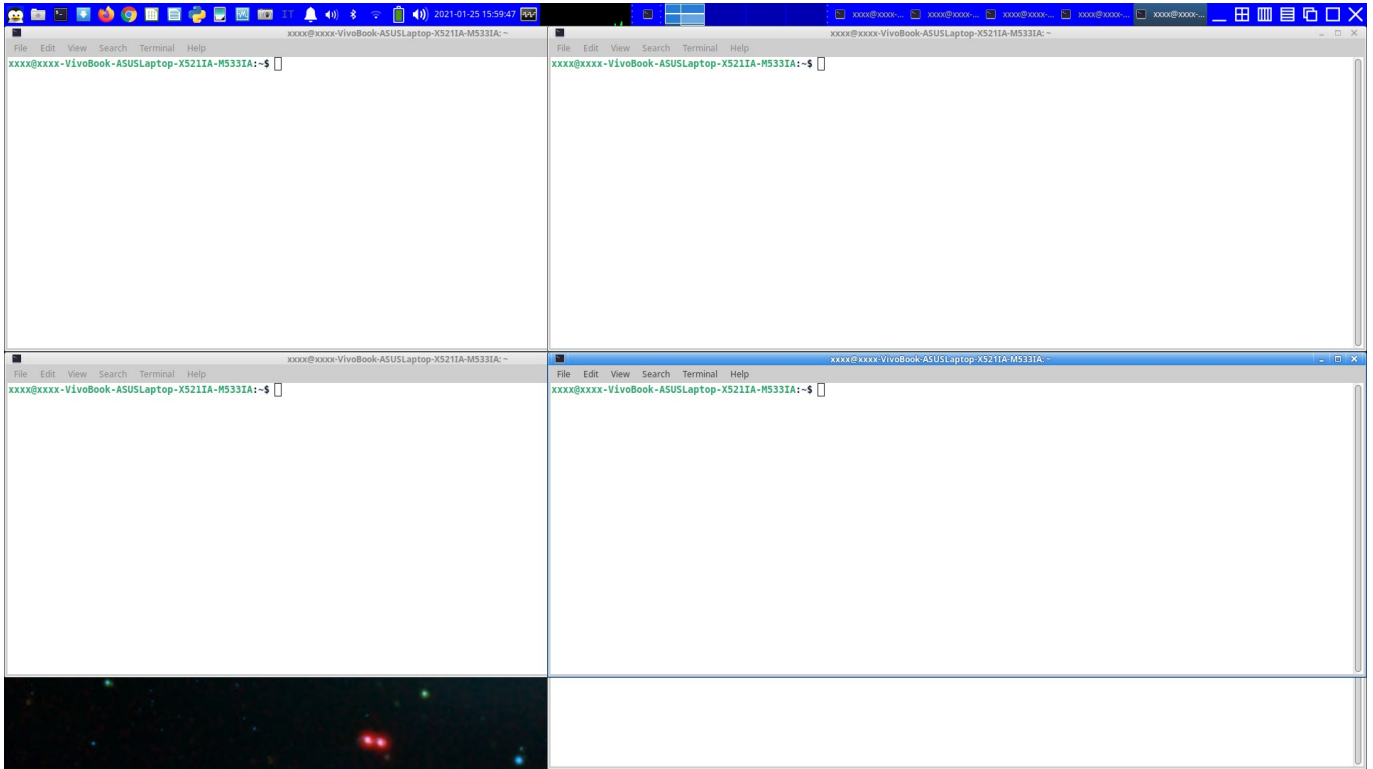 IT 2021-01-25 15:59:47 xxxx@xxxx-... xxxx@xxxx-... xxxx@xxxx-... xxxx@xxxx-... xxxx@xxxx-...
xxxx@xxxx-VivoBook-ASUSLaptop-X521IA-M533IA: ~
File Edit View Search Terminal Help
xxxx@xxxx-VivoBook-ASUSLaptop-X521IA-M533IA:~$
xxxx@xxxx-VivoBook-ASUSLaptop-X521IA-M533IA: ~
File Edit View Search Terminal Help
xxxx@xxxx-VivoBook-ASUSLaptop-X521IA-M533IA:~$
xxxx@xxxx-VivoBook-ASUSLaptop-X521IA-M533IA: ~
File Edit View Search Terminal Help
xxxx@xxxx-VivoBook-ASUSLaptop-X521IA-M533IA:~$
xxxx@xxxx-VivoBook-ASUSLaptop-X521IA-M533IA: ~
File Edit View Search Terminal Help
xxxx@xxxx-VivoBook-ASUSLaptop-X521IA-M533IA:~$